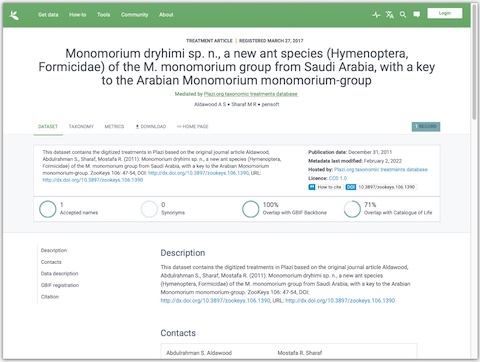 Get data How-to Tools Community About
Login
TREATMENT ARTICLE | REGISTERED MARCH 27, 2017
Monomorium dryhimi sp. n., a new ant species (Hymenoptera,
Formicidae) of the M. monomorium group from Saudi Arabia, with a key
to the Arabian Monomorium monomorium-group
Mediated by Plazi.org taxonomic treatments database
Aldawood A S • Sharaf M R • pensoft
DATASET TAXONOMY METRICS DOWNLOAD HOME PAGE
1 RECORD
This dataset contains the digitized treatments in Plazi based on the original journal article Aldawood,
Abdulrahman S., Sharaf, Mostafa R. (2011): Monomorium dryhimi sp. n., a new ant species (Hymenoptera,
Formicidae) of the M. monomorium group from Saudi Arabia, with a key to the Arabian Monomorium
monomorium-group. ZooKeys 106: 47-54, DOI: http://dx.doi.org/10.3897/zookeys.106.1390, URL:
http://dx.doi.org/10.3897/zookeys.106.1390
Publication date: December 31, 2011
Metadata last modified: February 2, 2022
Hosted by: Plazi.org taxonomic treatments database
Licence: CC0 1.0
How to cite DOI 10.3897/zookeys.106.1390
1
Accepted names
0
Synonyms
100%
Overlap with GBIF Backbone
71%
Overlap with Catalogue of Life
Description
Contacts
Data description
GBIF registration
Citation
Description
This dataset contains the digitized treatments in Plazi based on the original journal article Aldawood,
Abdulrahman S., Sharaf, Mostafa R. (2011): Monomorium dryhimi sp. n., a new ant species
(Hymenoptera, Formicidae) of the M. monomorium group from Saudi Arabia, with a key to the Arabian
Monomorium monomorium-group. ZooKeys 106: 47-54, DOI:
http://dx.doi.org/10.3897/zookeys.106.1390, URL: http://dx.doi.org/10.3897/zookeys.106.1390
Contacts
Abdulrahman S. Aldawood Mostafa R. Sharaf